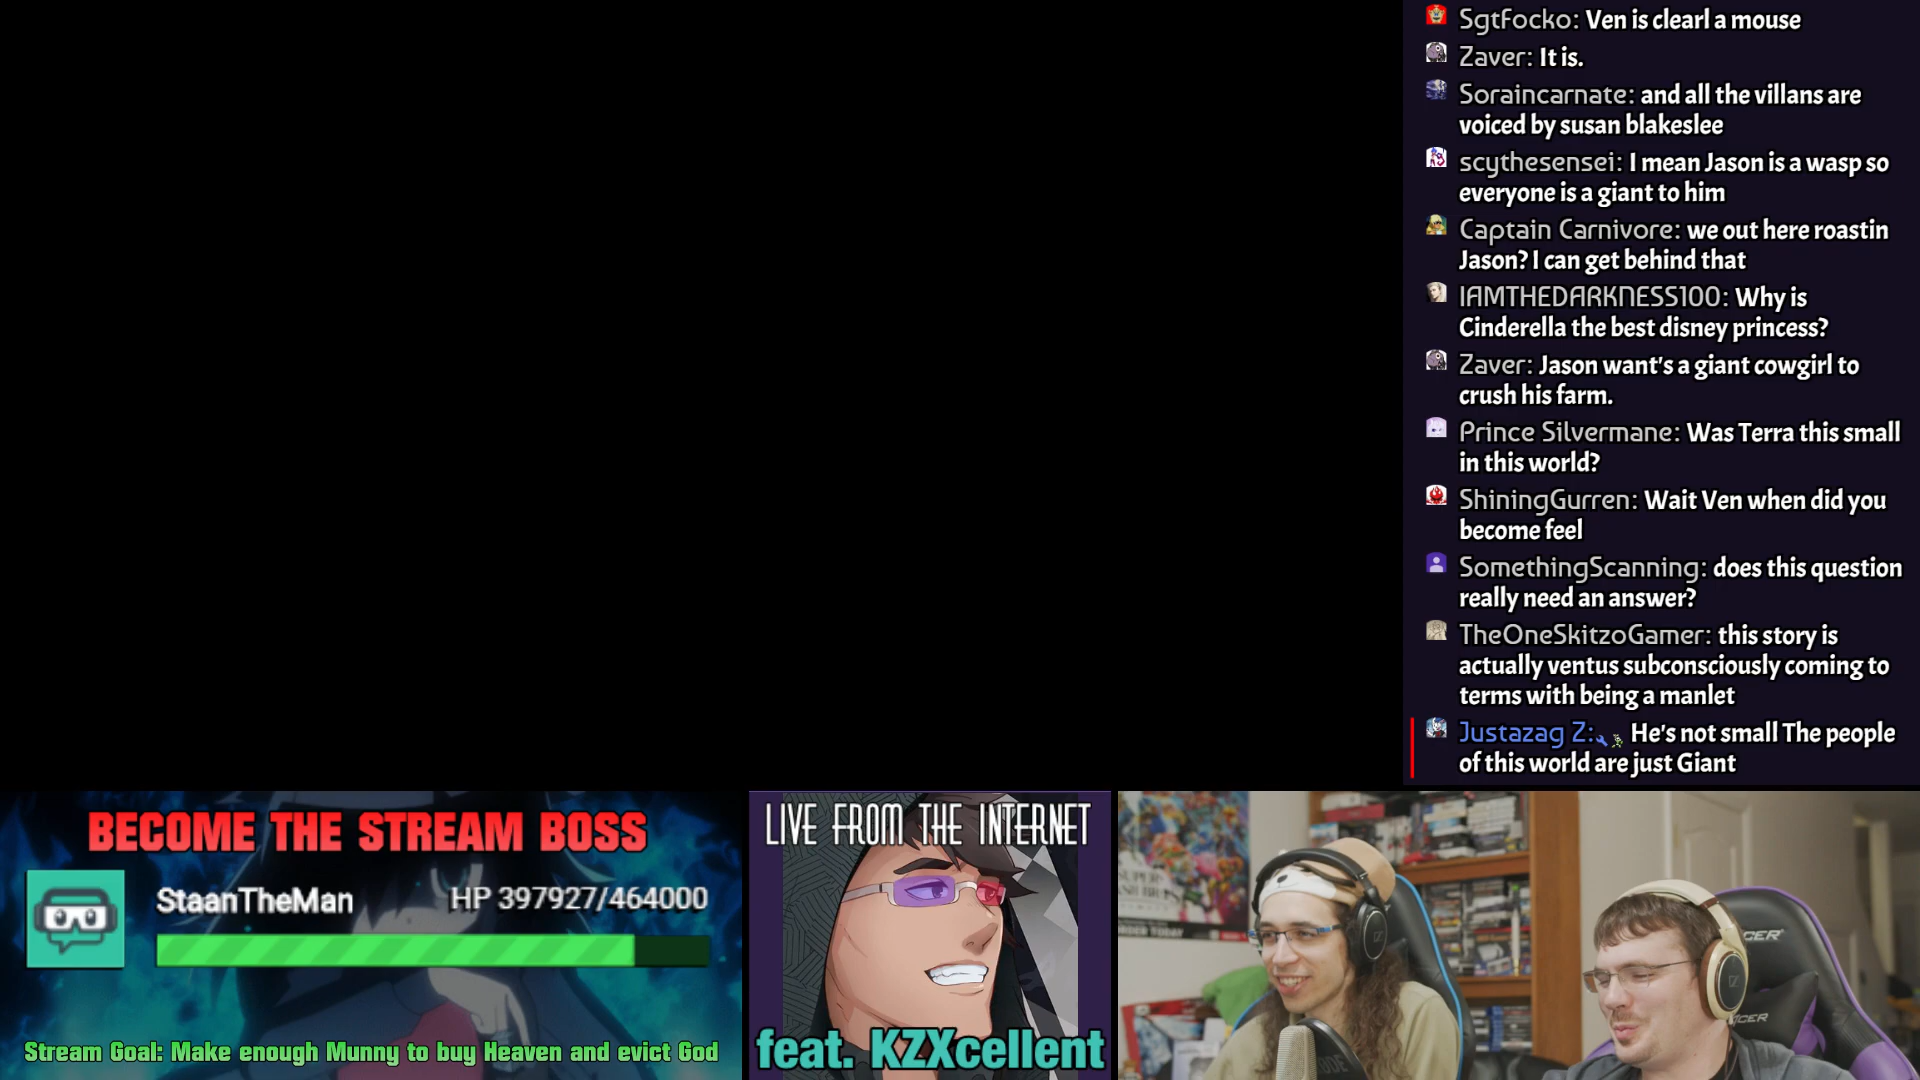 SgtFocko: Ven is clearl a mouse
Zaver: It is.
Soraincarnate: and all the villans are
voiced by susan blakeslee
scythesensei: I mean Jason is a wasp so
everyone is a giant to him
Captain Carnivore: we out here roastin
Jason? I can get behind that
IAMTHEDARKNESS100: Why is
Cinderella the best disney princess?
Zaver: Jason want's a giant cowgirl to
crush his farm.
Prince Silvermane: Was Terra this small
in this world?
ShiningGurren: Wait Ven when did you
become feel
SomethingScanning: does this question
really need an answer?
TheOneSkitzoGamer: this story is
actually ventus subconsciously coming to
terms with being a manlet
Justazag Z: He's not small The people
of this world are just Giant
BECOME THE STREAM BOSS
StaanTheMan HP 397927/464000
Stream Goal: Make enough Munny to buy Heaven and evict God
LIVE FROM THE INTERNET
feat. KZXcellent